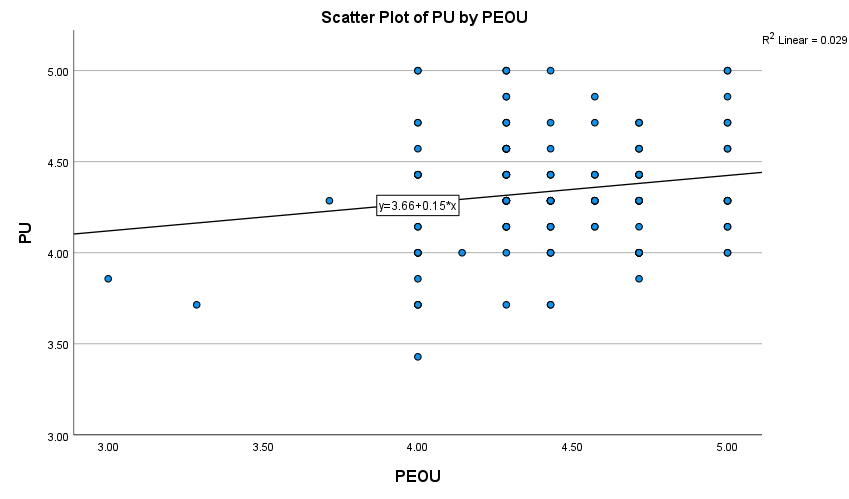 Scatter Plot of PU by PEOU
R2 Linear = 0.029
5.00
4.50
y=3.66+0.15*x
PU
4.00
3.50
3.00
3.00 3.50 4.00 4.50 5.00
PEOU